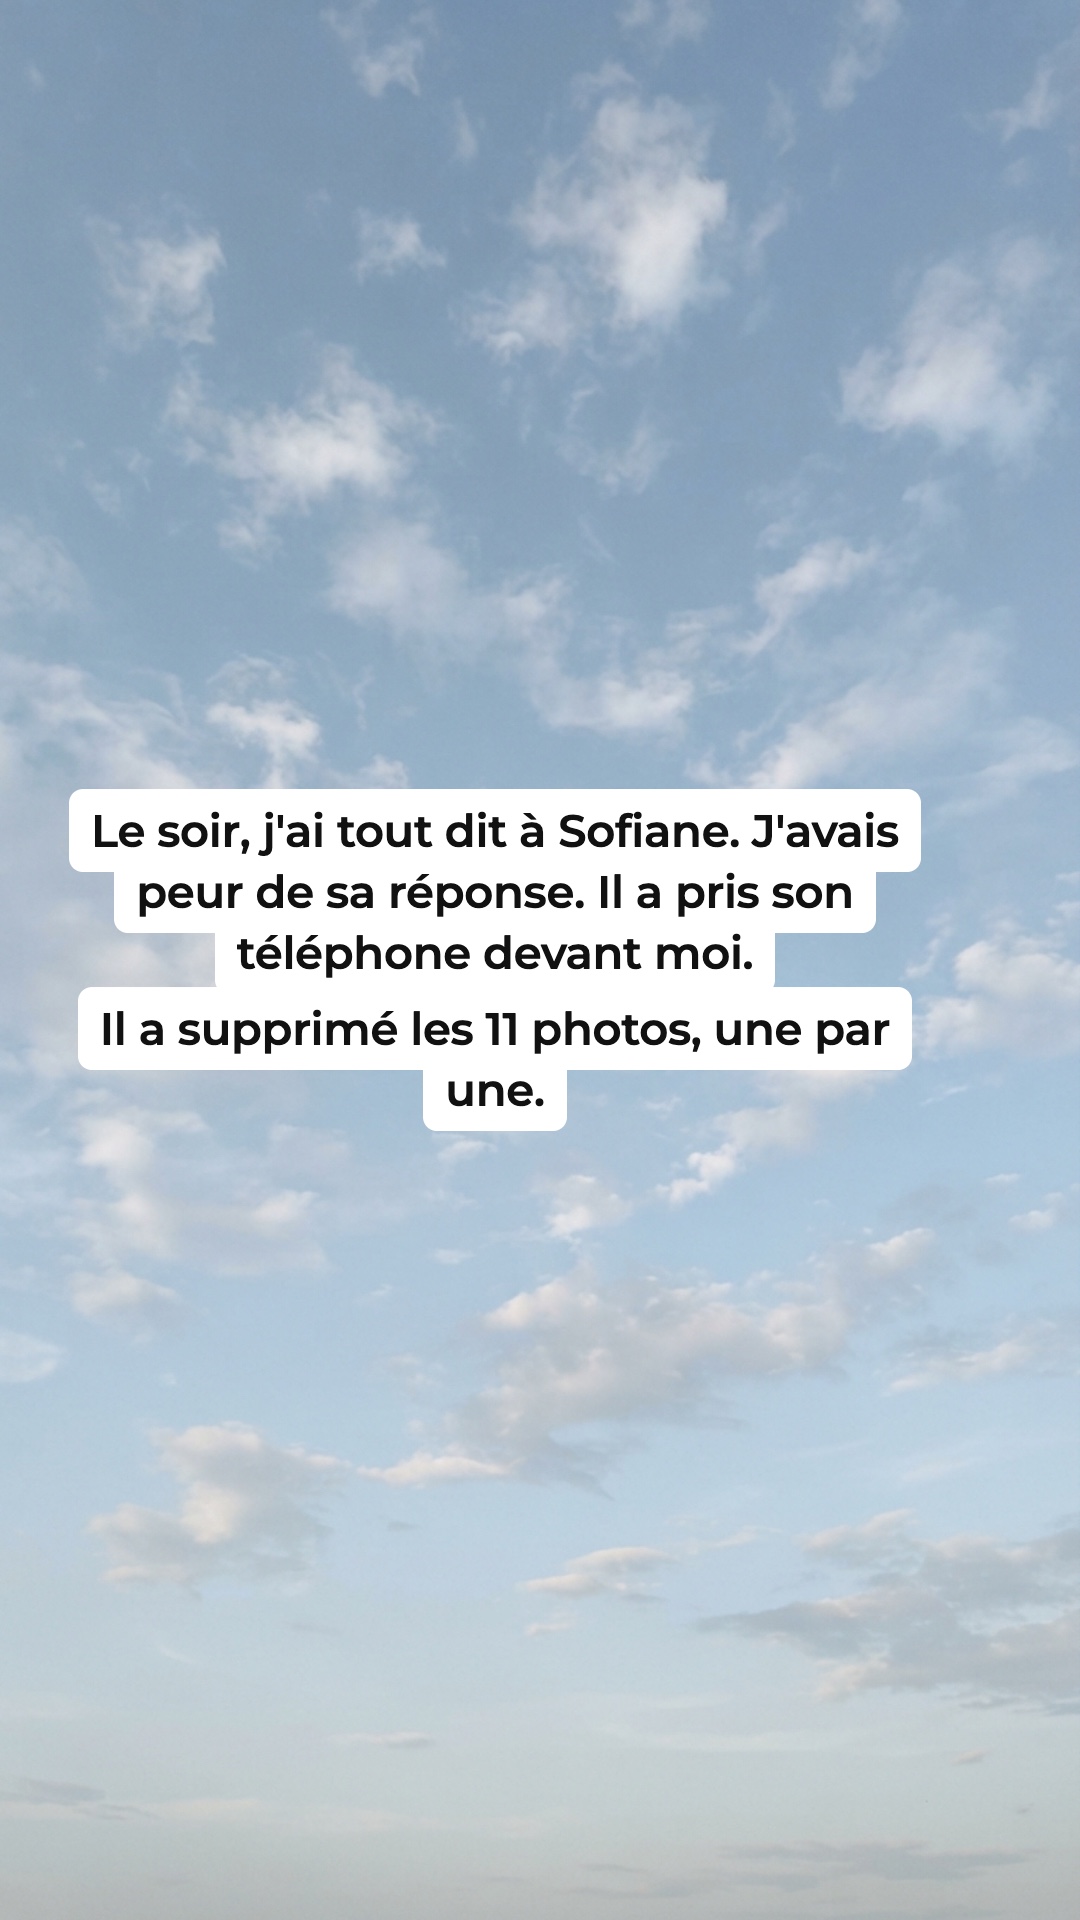 Le soir, j'ai tout dit à Sofiane. J'avais
peur de sa réponse. Il a pris son
téléphone devant moi.
Il a supprimé les 11 photos, une par
une.